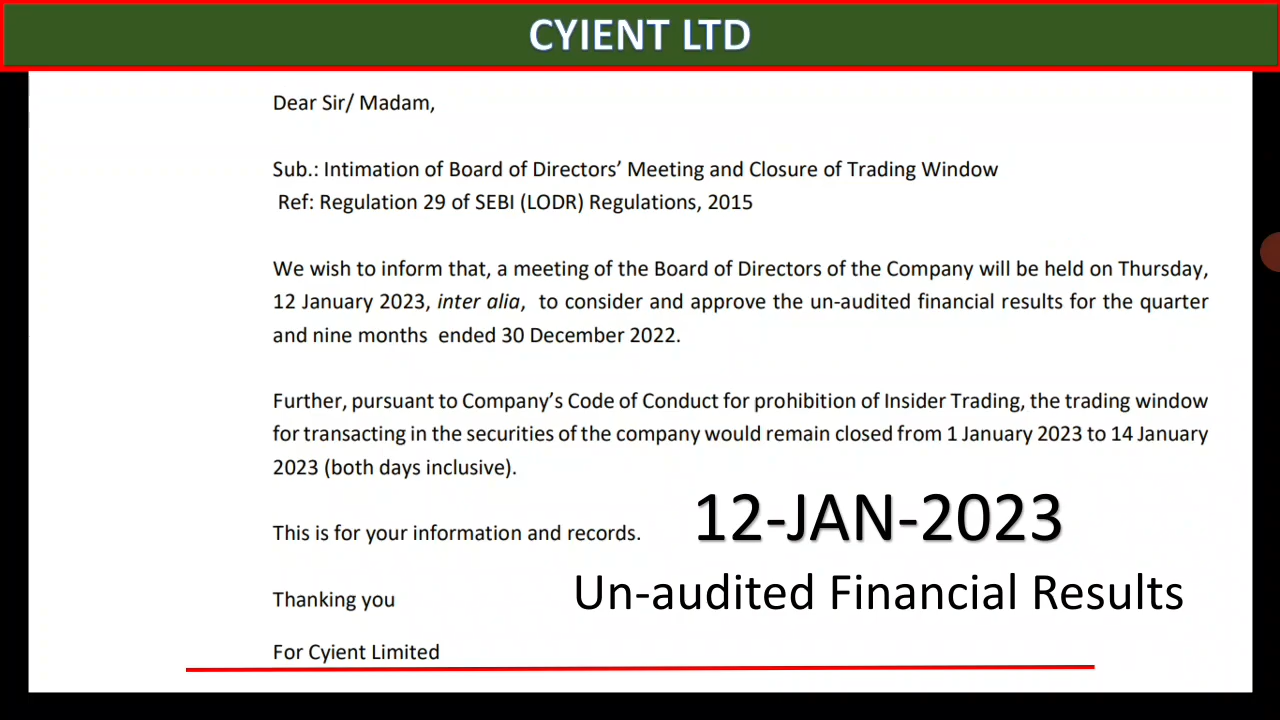 CYIENT LTD
Dear Sir/ Madam,
Sub.: Intimation of Board of Directors’ Meeting and Closure of Trading Window
Ref: Regulation 29 of SEBI (LODR) Regulations, 2015
We wish to inform that, a meeting of the Board of Directors of the Company will be held on Thursday,
12 January 2023, inter alia, to consider and approve the un-audited financial results for the quarter
and nine months ended 30 December 2022.
Further, pursuant to Company’s Code of Conduct for prohibition of Insider Trading, the trading window
for transacting in the securities of the company would remain closed from 1 January 2023 to 14 January
2023 (both days inclusive).
This is for your information and records.
12-JAN-2023
Un-audited Financial Results
Thanking you
For Cyient Limited